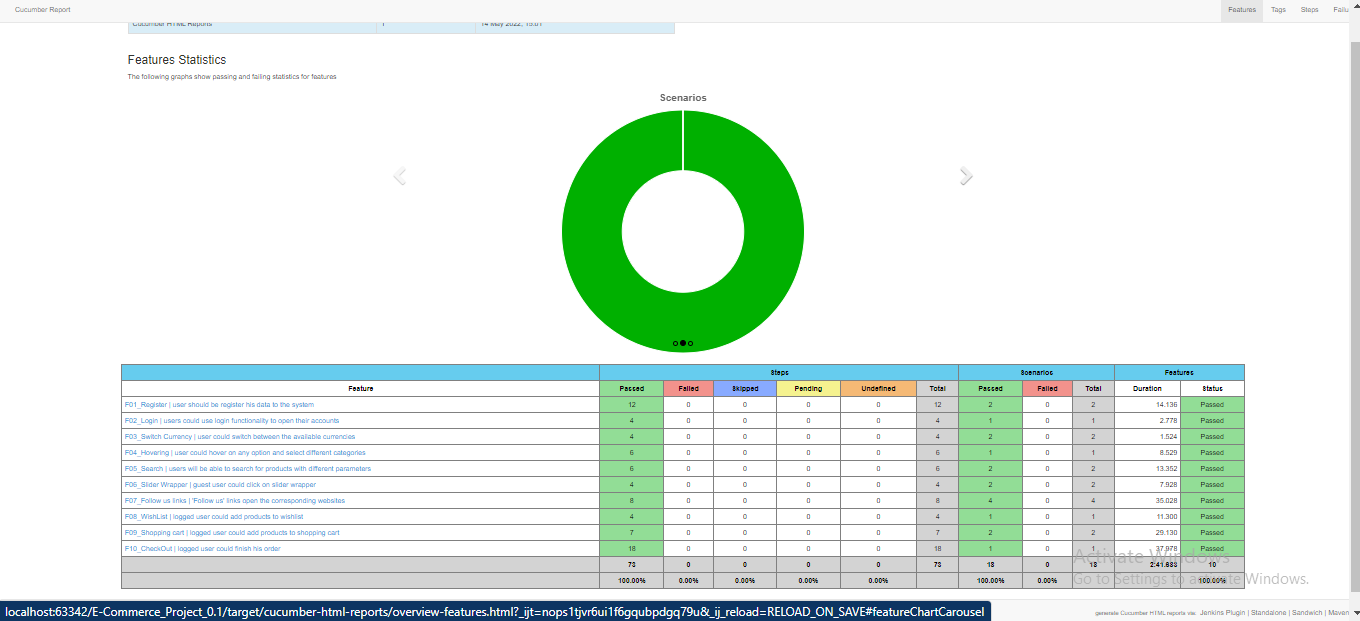 Cucumber Report Features Tags Steps Failu
Cucumber HTML Reports 1 14 May 2022, 15:01
Features Statistics
The following graphs show passing and failing statistics for features
Scenarios
Steps Scenarios Features
Feature Passed Failed Skipped Pending Undefined Total Passed Failed Total Duration Status
F01_Register | user should be register his data to the system 12 0 0 0 0 12 2 0 2 14.136 Passed
F02_Login | users could use login functionality to open their accounts 4 0 0 0 0 4 1 0 1 2.778 Passed
F03_Switch Currency | user could switch between the available currencies 4 0 0 0 0 4 2 0 2 1.524 Passed
F04_Hovering | user could hover on any option and select different categories 6 0 0 0 0 6 1 0 1 8.529 Passed
F05_Search | users will be able to search for products with different parameters 6 0 0 0 0 6 2 0 2 13.352 Passed
F06_Slider Wrapper | guest user could click on slider wrapper 4 0 0 0 0 4 2 0 2 7.928 Passed
F07_Follow us links | 'Follow us' links open the corresponding websites 8 0 0 0 0 8 4 0 4 35.028 Passed
F08_WishList | logged user could add products to wishlist 4 0 0 0 0 4 1 0 1 11.300 Passed
F09_Shopping cart | logged user could add products to shopping cart 7 0 0 0 0 7 2 0 2 29.130 Passed
F10_CheckOut | logged user could finish his order 18 0 0 0 0 18 1 0 1 37.978 Passed
73 0 0 0 0 73 18 0 18 2:41.683 10
100.00% 0.00% 0.00% 0.00% 0.00% 100.00% 0.00% 100.00%
Activate Windows
Go to Settings to activate Windows.
generate Cucumber HTML reports via: Jenkins Plugin | Standalone | Sandwich | Maven
localhost:63342/E-Commerce_Project_0.1/target/cucumber-html-reports/overview-features.html?_ijt=nops1tjvr6ui1f6gqubpdgq79u&_ij_reload=RELOAD_ON_SAVE#featureChartCarousel